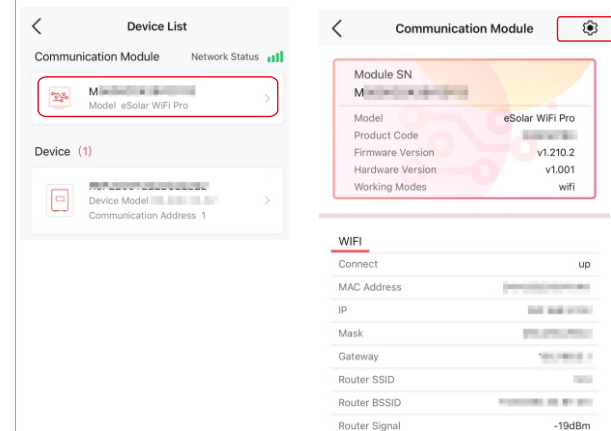 Device List
Communication Module Network Status
M
Model eSolar WiFi Pro
Device (1)
Device Model
Communication Address 1
Communication Module
Module SN
M
Model eSolar WiFi Pro
Product Code
Firmware Version v1.210.2
Hardware Version v1.001
Working Modes wifi
WIFI
Connect up
MAC Address
IP
Mask
Gateway
Router SSID
Router BSSID
Router Signal -19dBm